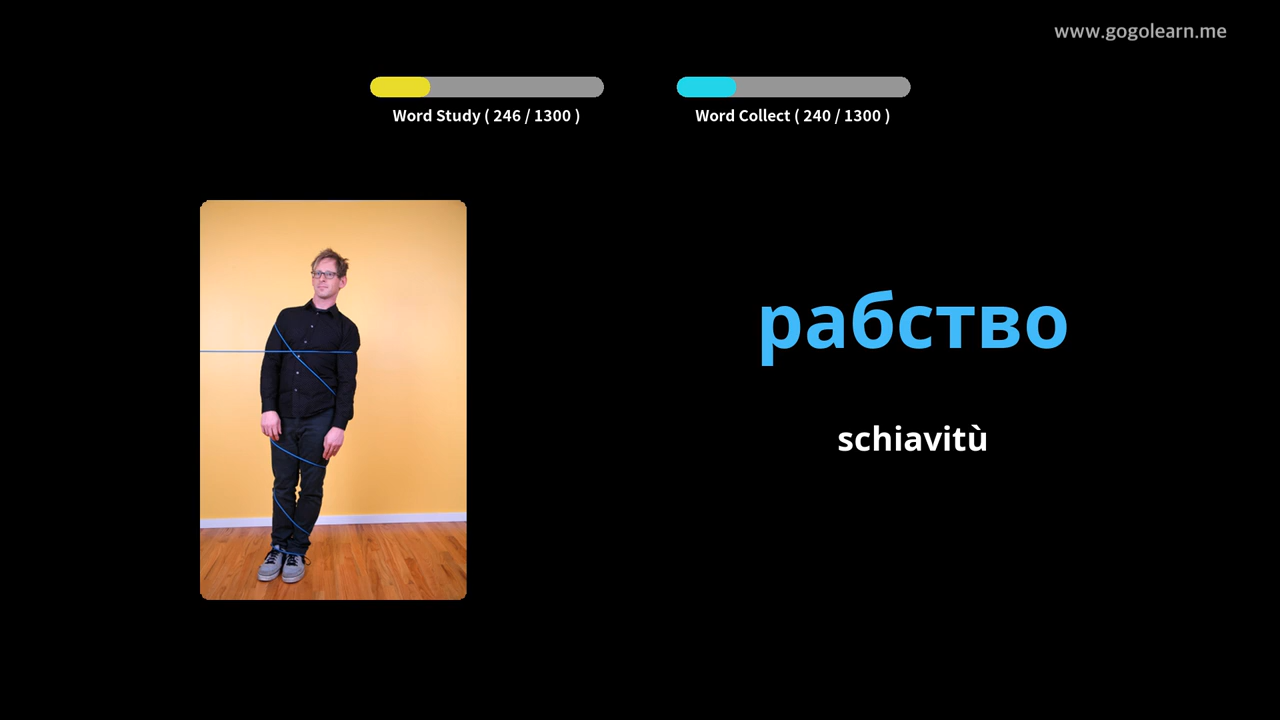 www.gogolearn.me
Word Study ( 246 / 1300 )
Word Collect ( 240 / 1300 )
рабство
schiavitù